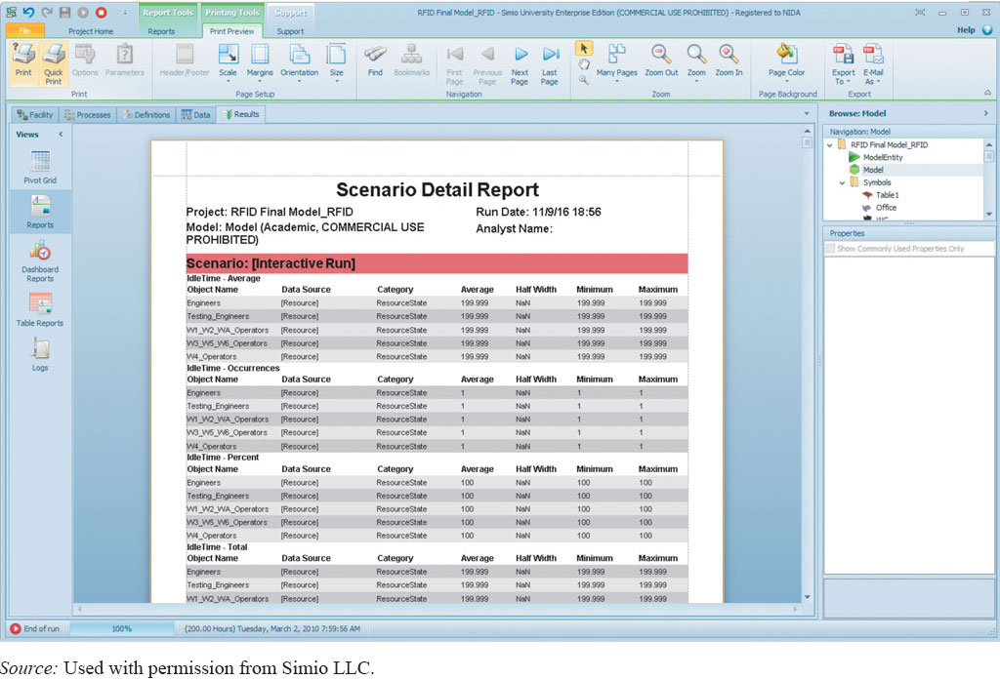 Report Tools Printing Tools Support RFID Final Model_RFID - Simio University Enterprise Edition (COMMERCIAL USE PROHIBITED) - Registered to NIDA
File Project Home Reports Print Preview Support Help
Print Quick Print Options Parameters Header/Footer Scale Margins Orientation Size Find Bookmarks First Page Previous Page Next Page Last Page Many Pages Zoom Out Zoom Zoom In Page Color Export To E-Mail As
Print Page Setup Navigation Zoom Page Background Export
Facility Processes Definitions Data Results
Views
Pivot Grid
Reports
Dashboard Reports
Table Reports
Logs
Scenario Detail Report
Project: RFID Final Model_RFID Run Date: 11/9/16 18:56
Model: Model (Academic, COMMERCIAL USE Analyst Name:
PROHIBITED)
Scenario: [Interactive Run]
IdleTime - Average
Object Name Data Source Category Average Half Width Minimum Maximum
Engineers [Resource] ResourceState 199.999 NaN 199.999 199.999
Testing_Engineers [Resource] ResourceState 199.999 NaN 199.999 199.999
W1_W2_WA_Operators [Resource] ResourceState 199.999 NaN 199.999 199.999
W3_W5_W6_Operators [Resource] ResourceState 199.999 NaN 199.999 199.999
W4_Operators [Resource] ResourceState 199.999 NaN 199.999 199.999
IdleTime - Occurrences
Object Name Data Source Category Average Half Width Minimum Maximum
Engineers [Resource] ResourceState 1 NaN 1 1
Testing_Engineers [Resource] ResourceState 1 NaN 1 1
W1_W2_WA_Operators [Resource] ResourceState 1 NaN 1 1
W3_W5_W6_Operators [Resource] ResourceState 1 NaN 1 1
W4_Operators [Resource] ResourceState 1 NaN 1 1
IdleTime - Percent
Object Name Data Source Category Average Half Width Minimum Maximum
Engineers [Resource] ResourceState 100 NaN 100 100
Testing_Engineers [Resource] ResourceState 100 NaN 100 100
W1_W2_WA_Operators [Resource] ResourceState 100 NaN 100 100
W3_W5_W6_Operators [Resource] ResourceState 100 NaN 100 100
W4_Operators [Resource] ResourceState 100 NaN 100 100
IdleTime - Total
Object Name Data Source Category Average Half Width Minimum Maximum
Engineers [Resource] ResourceState 199.999 NaN 199.999 199.999
Testing_Engineers [Resource] ResourceState 199.999 NaN 199.999 199.999
W1_W2_WA_Operators [Resource] ResourceState 199.999 NaN 199.999 199.999
Browse: Model
Navigation: Model
RFID Final Model_RFID
ModelEntity
Model
Symbols
Table1
Office
Properties
Show Commonly Used Properties Only
End of run 100% (200.00 Hours) Tuesday, March 2, 2010 7:59:56 AM
Source: Used with permission from Simio LLC.